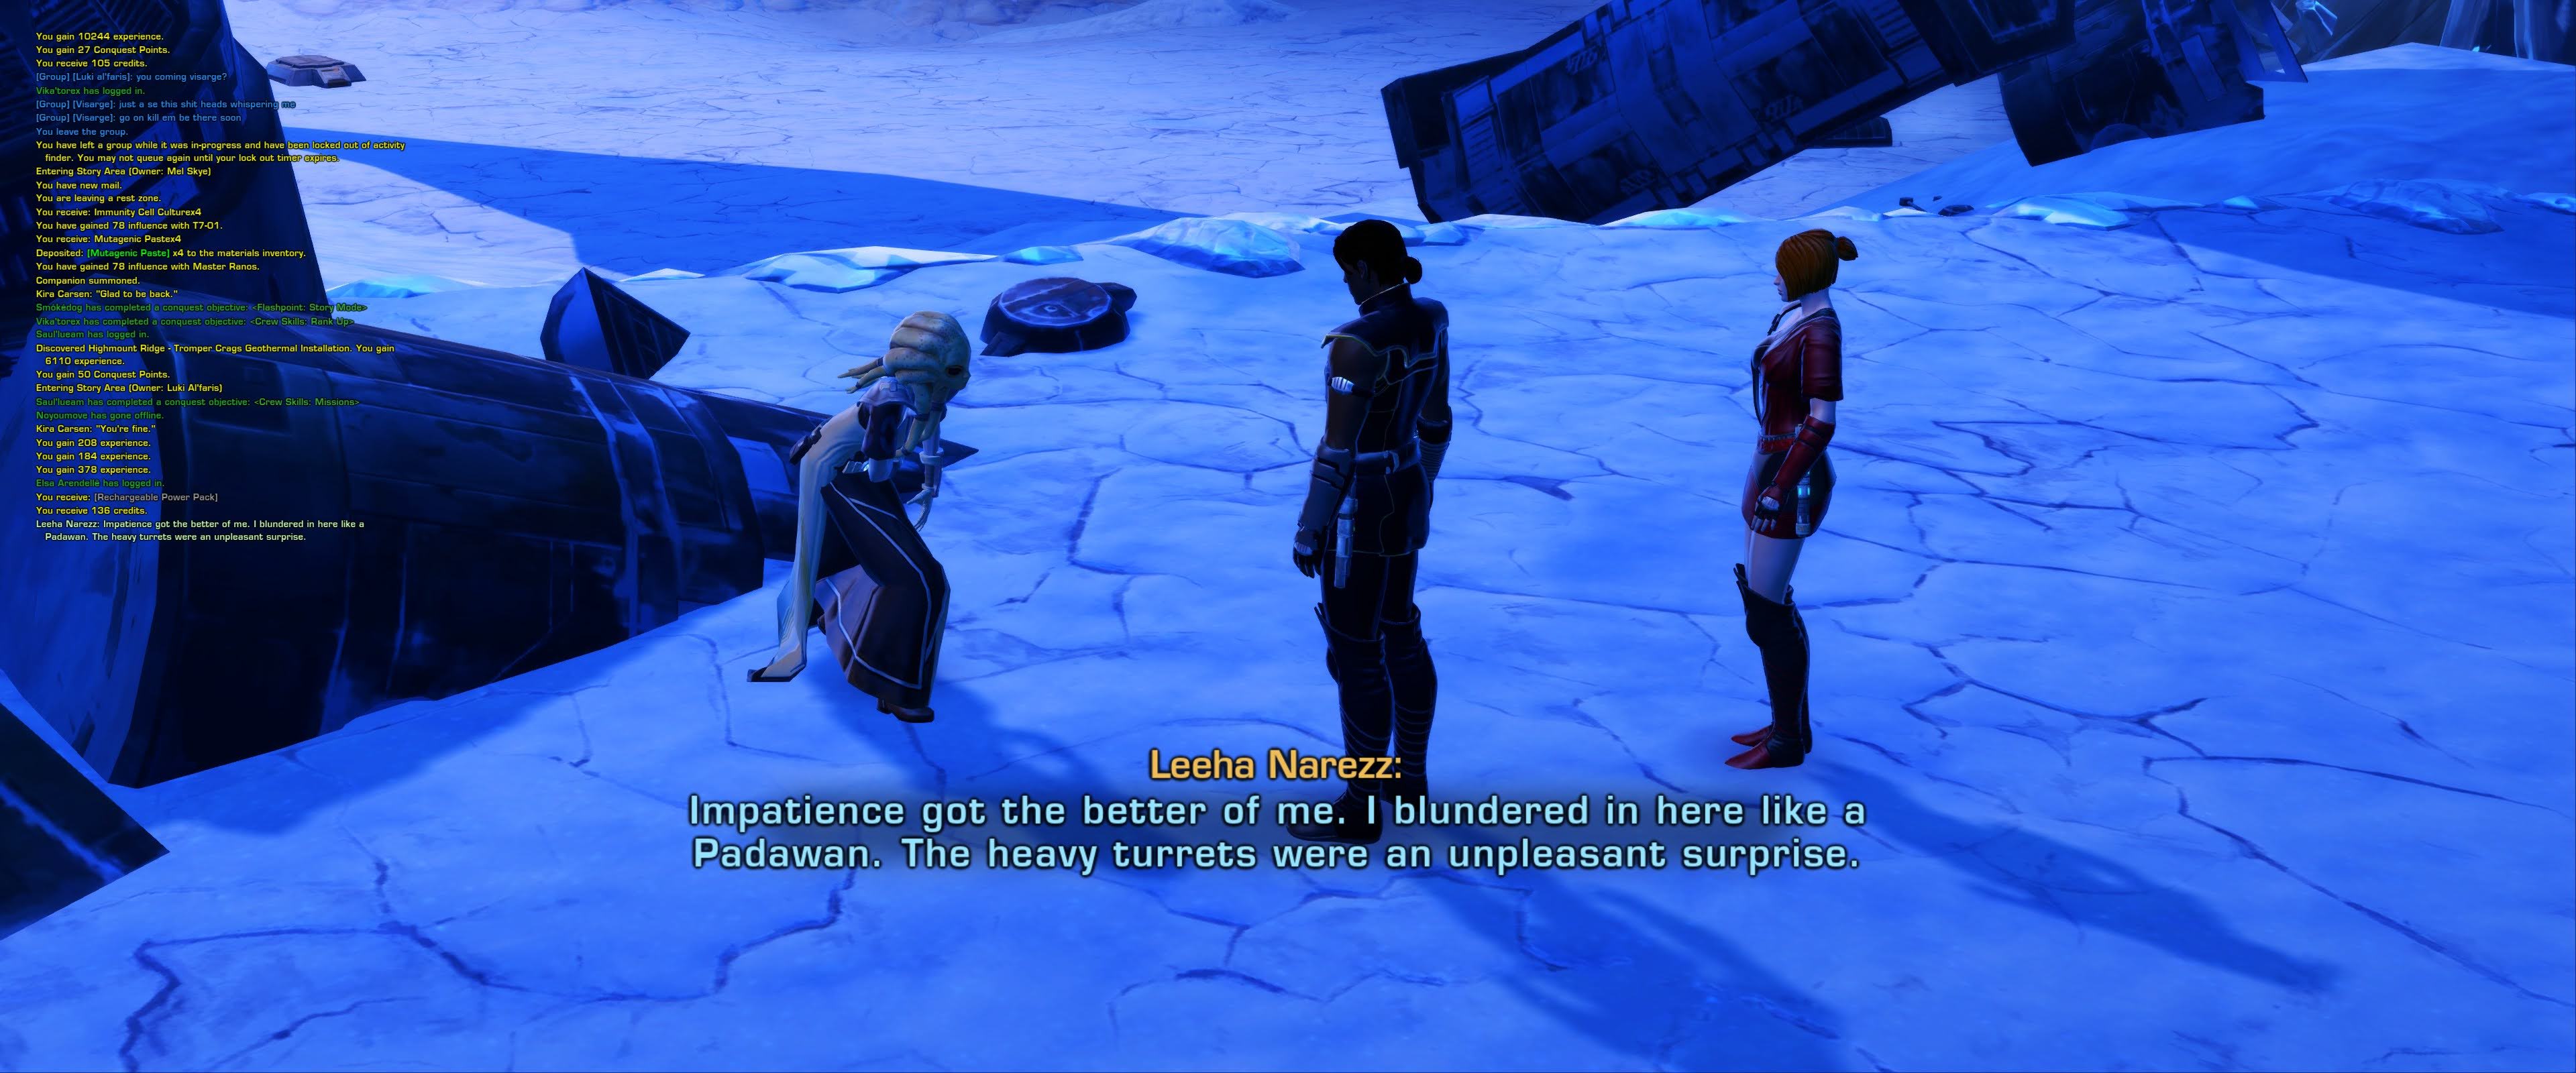 You gain 10244 experience.
You gain 27 Conquest Points.
You receive 105 credits.
[Group] [Luki al'faris]: you coming visarge?
Vika'torex has logged in.
[Group] [Visarge]: just a se this shit heads whispering me
[Group] [Visarge]: go on kill em be there soon
You leave the group.
You have left a group while it was in-progress and have been locked out of activity
finder. You may not queue again until your lock out timer expires.
Entering Story Area (Owner: Mel Skye)
You have new mail.
You are leaving a rest zone.
You receive: Immunity Cell Culturex4
You have gained 78 influence with T7-01.
You receive: Mutagenic Pastex4
Deposited: [Mutagenic Paste] x4 to the materials inventory.
You have gained 78 influence with Master Ranos.
Companion summoned.
Kira Carsen: "Glad to be back."
Smókèdog has completed a conquest objective: <Flashpoint: Story Mode>
Vika'torex has completed a conquest objective: <Crew Skills: Rank Up>
Saul'lueam has logged in.
Discovered Highmount Ridge - Tromper Crags Geothermal Installation. You gain
6110 experience.
You gain 50 Conquest Points.
Entering Story Area (Owner: Luki Al'faris)
Saul'lueam has completed a conquest objective: <Crew Skills: Missions>
Noyoumove has gone offline.
Kira Carsen: "You're fine."
You gain 208 experience.
You gain 184 experience.
You gain 378 experience.
Elsa Arendellè has logged in.
You receive: [Rechargeable Power Pack]
You receive 136 credits.
Leeha Narezz: Impatience got the better of me. I blundered in here like a
Padawan. The heavy turrets were an unpleasant surprise.
Leeha Narezz:
Impatience got the better of me. I blundered in here like a
Padawan. The heavy turrets were an unpleasant surprise.